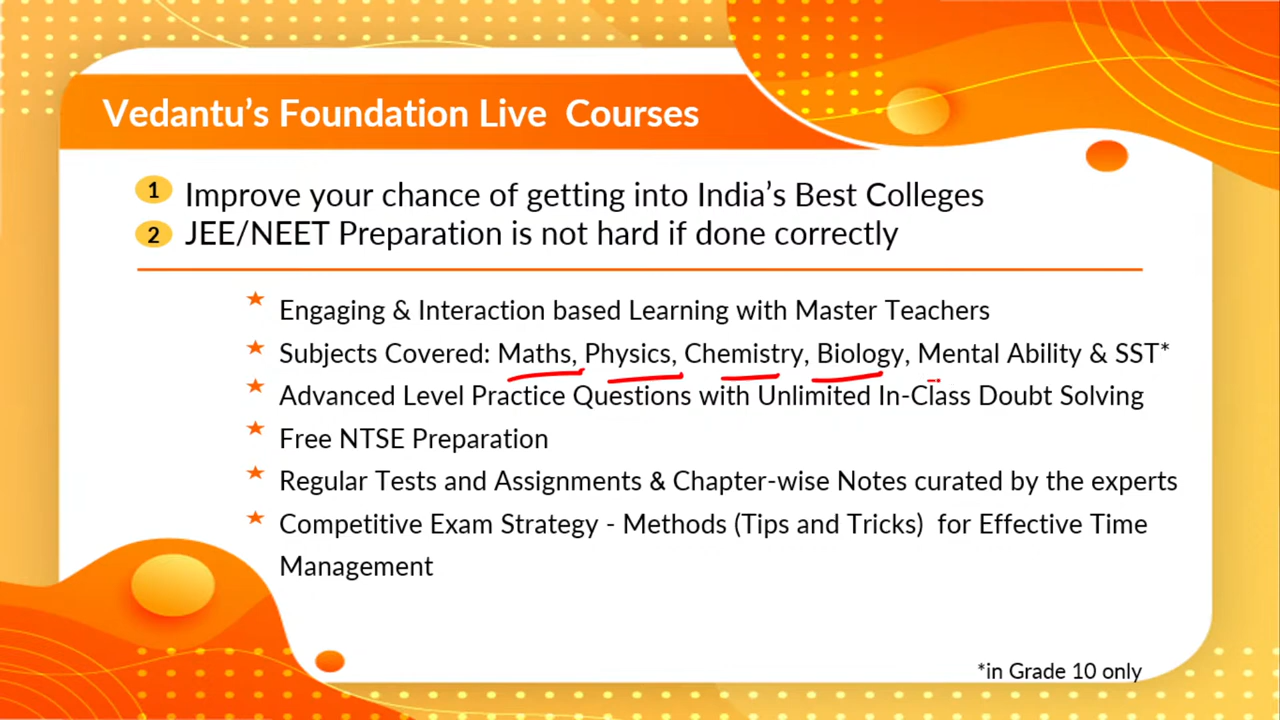 Vedantu’s Foundation Live Courses
1 Improve your chance of getting into India’s Best Colleges
2 JEE/NEET Preparation is not hard if done correctly
Engaging & Interaction based Learning with Master Teachers
Subjects Covered: Maths, Physics, Chemistry, Biology, Mental Ability & SST*
Advanced Level Practice Questions with Unlimited In-Class Doubt Solving
Free NTSE Preparation
Regular Tests and Assignments & Chapter-wise Notes curated by the experts
Competitive Exam Strategy - Methods (Tips and Tricks) for Effective Time
Management
*in Grade 10 only